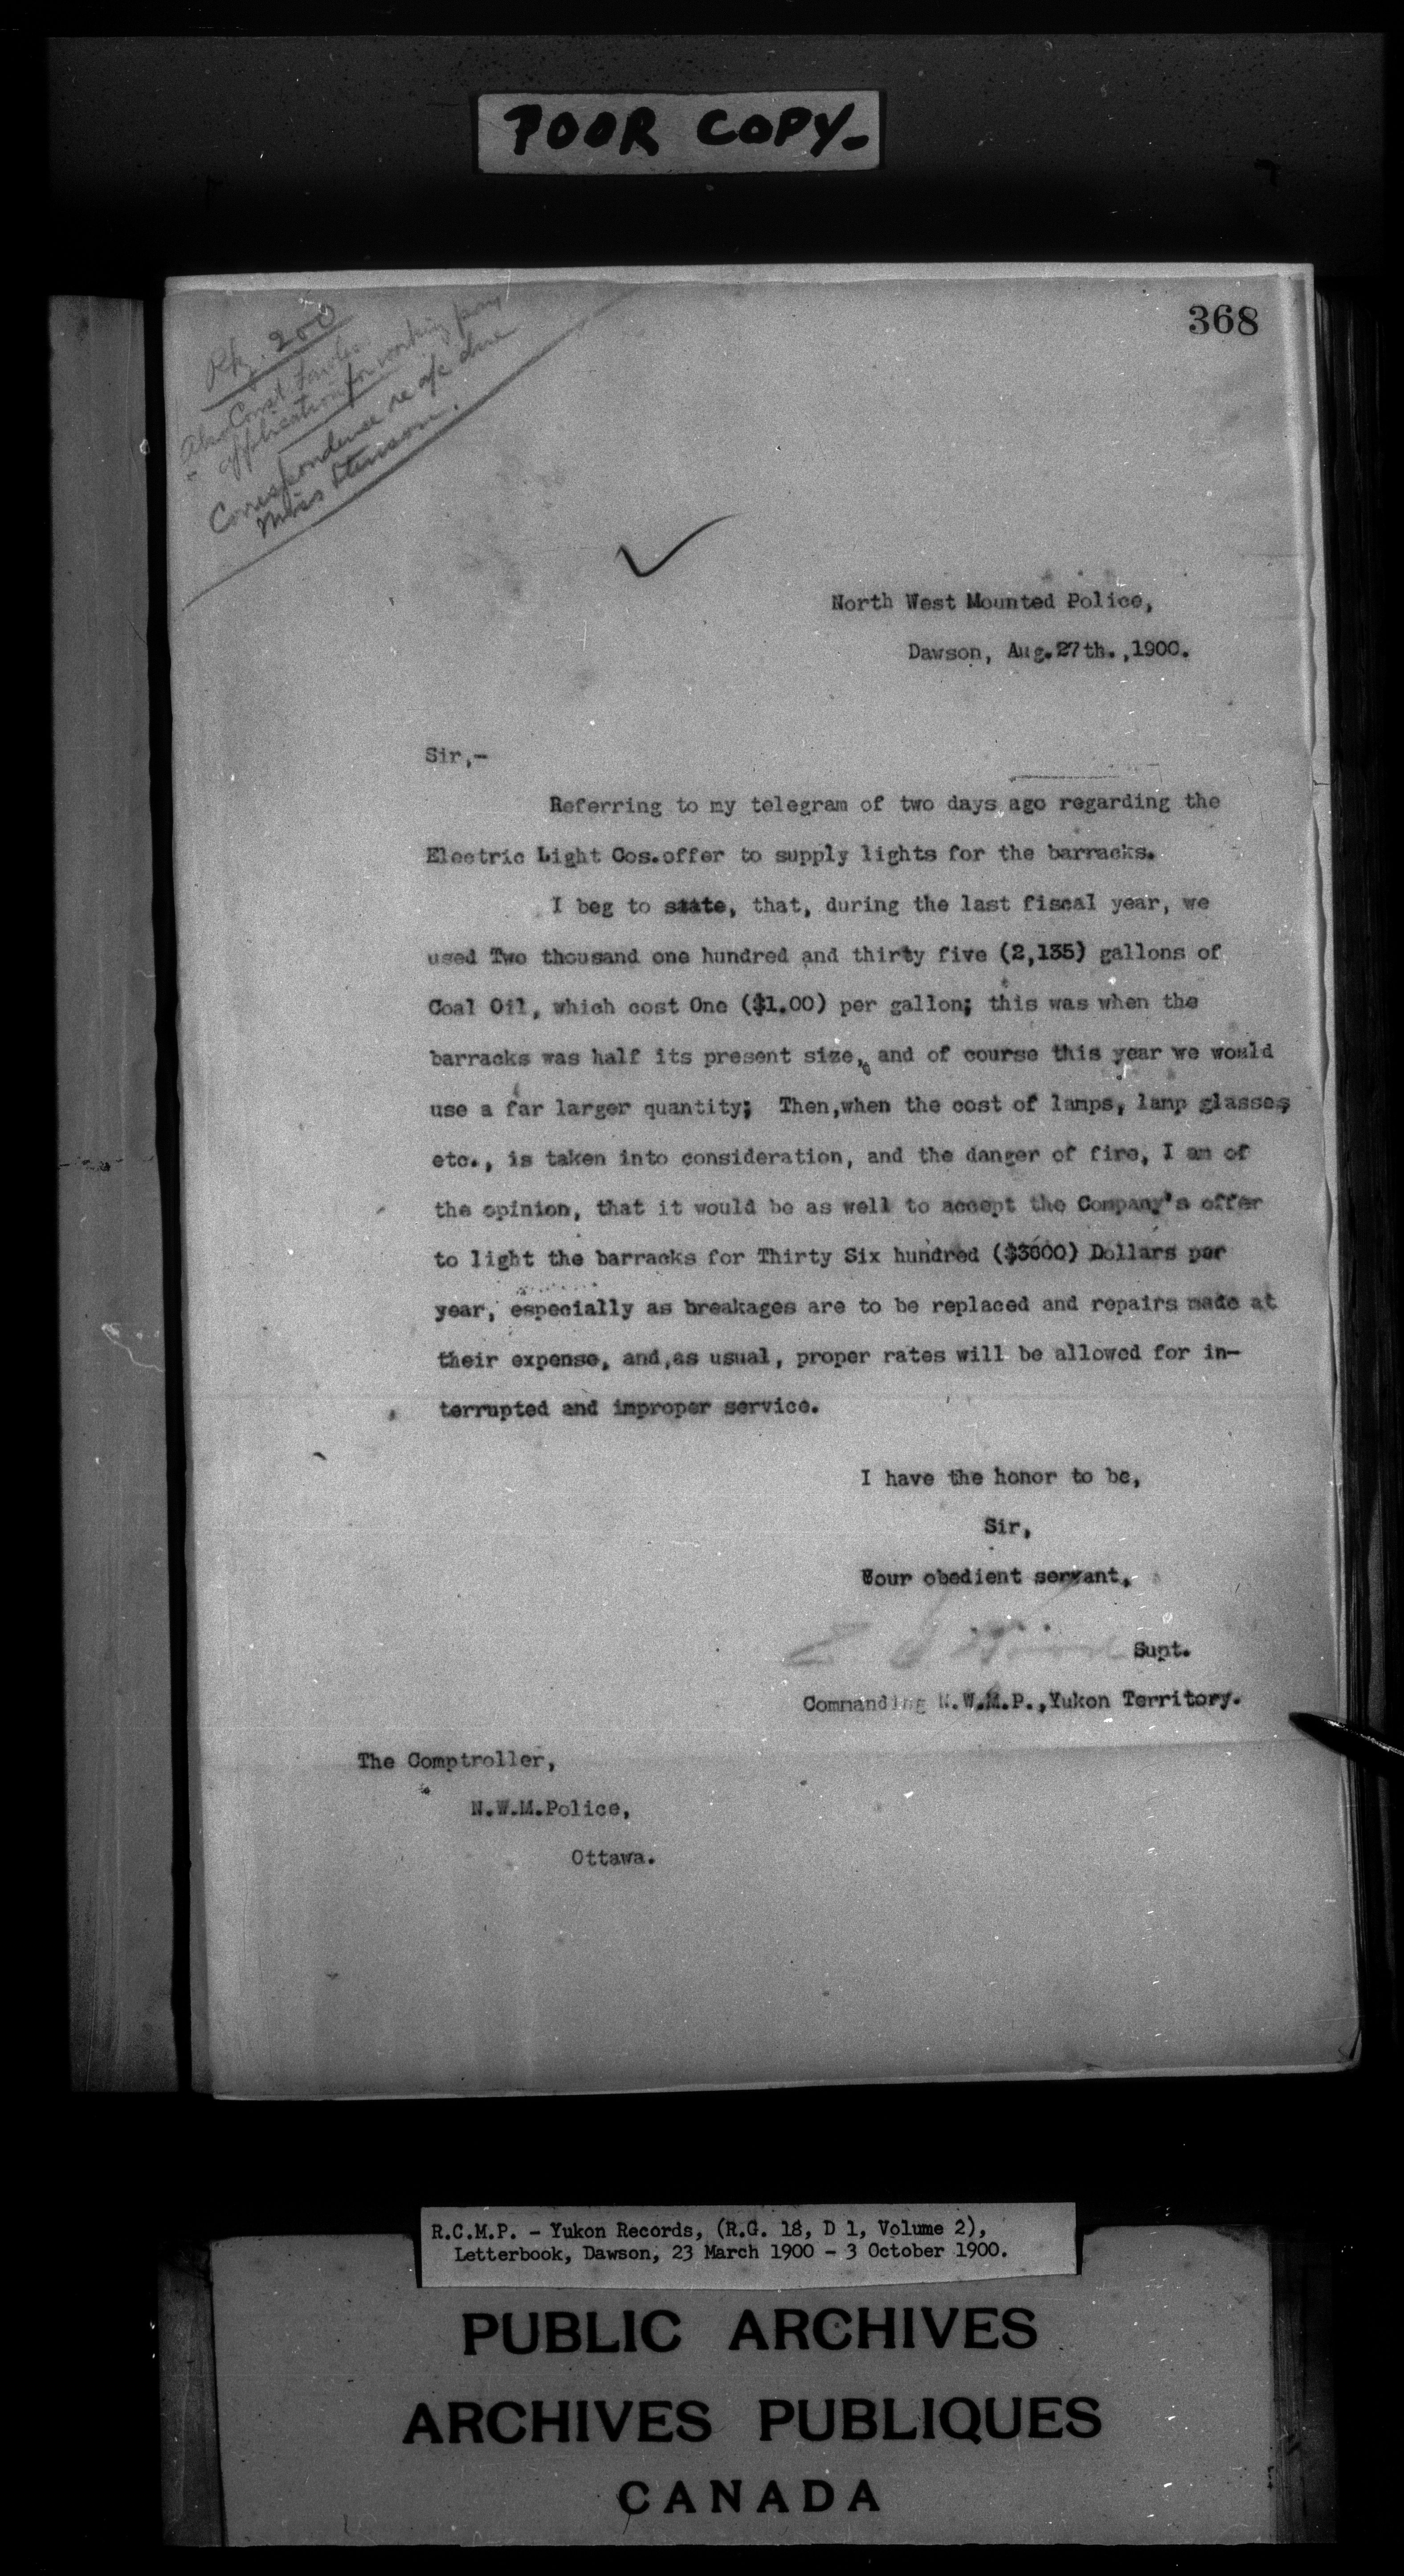 POOR COPY.
368
Also Const
application for working pay
Correspondence re a/c due
Miss
North West Mounted Police,
Dawson, Aug.27th.,1900.
Sir,-
Referring to my telegram of two days ago regarding the
Electric Light Cos.offer to supply lights for the barracks.
I beg to state, that, during the last fiscal year, we
used Two thousand one hundred and thirty five (2,135) gallons of
Coal Oil, which cost One ($1.00) per gallon; this was when the
barracks was half its present size, and of course this year we would
use a far larger quantity; Then,when the cost of lamps, lamp glasses
etc., is taken into consideration, and the danger of fire, I am of
the opinion, that it would be as well to accept the Company's offer
to light the barracks for Thirty Six hundred ($3600) Dollars per
year, especially as breakages are to be replaced and repairs made at
their expense, and,as usual, proper rates will be allowed for in-
terrupted and improper service.
I have the honor to be,
Sir,
Your obedient servant,
Supt.
Commanding N.W.M.P.,Yukon Territory.
The Comptroller,
N.W.M.Police,
Ottawa.
R.C.M.P. - Yukon Records, (R.G. 18, D 1, Volume 2),
Letterbook, Dawson, 23 March 1900 - 3 October 1900.
PUBLIC ARCHIVES
ARCHIVES PUBLIQUES
CANADA